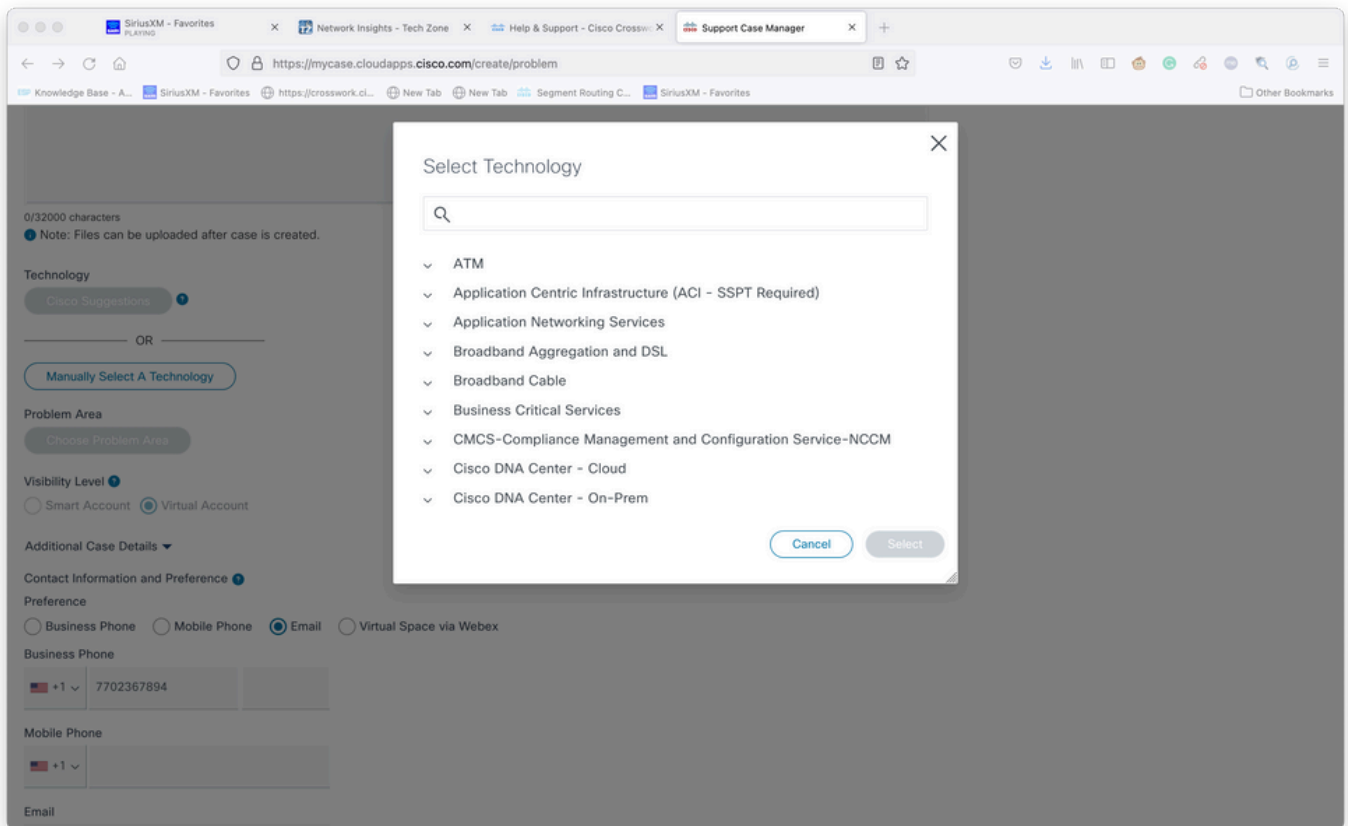 SiriusXM - Favorites
PLAYING
Network Insights - Tech Zone
Help & Support - Cisco Crosswo
Support Case Manager
https://mycase.cloudapps.cisco.com/create/problem
Knowledge Base - A...
SiriusXM - Favorites
https://crosswork.ci...
New Tab
New Tab
Segment Routing C...
SiriusXM - Favorites
Other Bookmarks
Select Technology
0/32000 characters
Note: Files can be uploaded after case is created.
Technology
Cisco Suggestions
OR
Manually Select A Technology
Problem Area
Choose Problem Area
Visibility Level
Smart Account
Virtual Account
Additional Case Details
Contact Information and Preference
Preference
Business Phone
Mobile Phone
Email
Virtual Space via Webex
Business Phone
+1
7702367894
Mobile Phone
+1
Email
ATM
Application Centric Infrastructure (ACI - SSPT Required)
Application Networking Services
Broadband Aggregation and DSL
Broadband Cable
Business Critical Services
CMCS-Compliance Management and Configuration Service-NCCM
Cisco DNA Center - Cloud
Cisco DNA Center - On-Prem
Cancel
Select